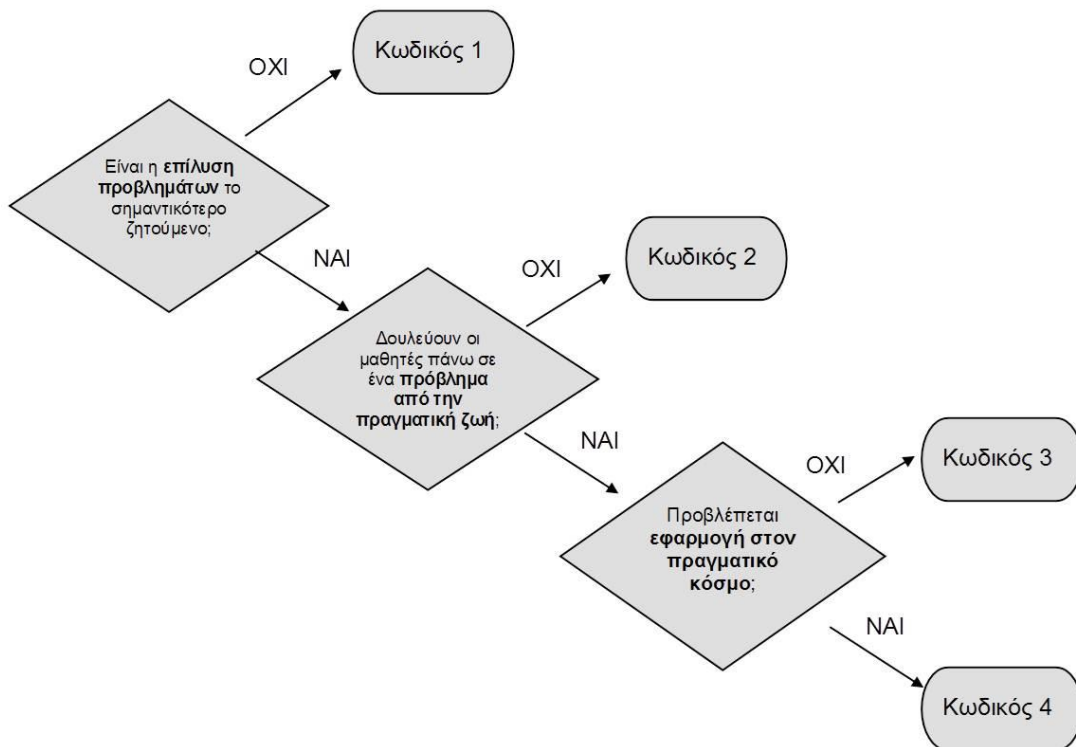 Κωδικός 1
ΟΧΙ
Είναι η επίλυση
προβλημάτων το
σημαντικότερο
ζητούμενο;
ΝΑΙ
ΟΧΙ
Κωδικός 2
Δουλεύουν οι
μαθητές πάνω σε
ένα πρόβλημα
από την
πραγματική ζωή;
ΝΑΙ
ΟΧΙ
Κωδικός 3
Προβλέπεται
εφαρμογή στον
πραγματικό
κόσμο;
ΝΑΙ
Κωδικός 4